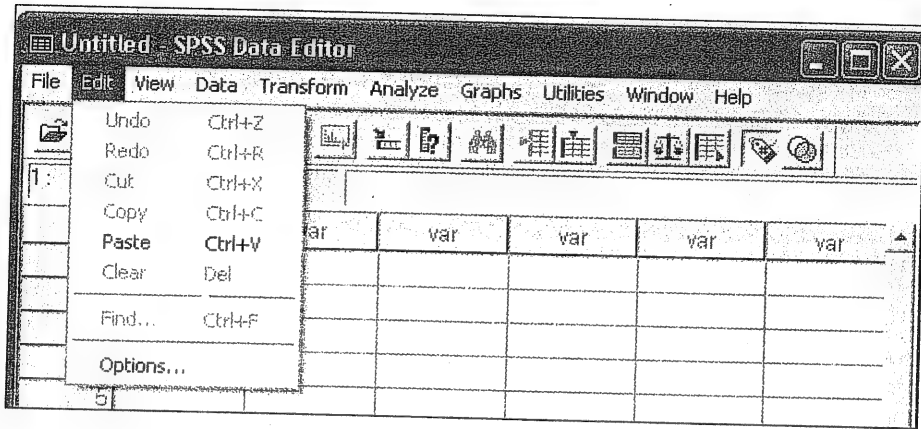 Untitled - SPSS Data Editor
File Edit View Data Transform Analyze Graphs Utilities Window Help
Undo Ctrl+Z
Redo Ctrl+R
1:
Cut Ctrl+X
Copy Ctrl+C
Paste Ctrl+V
ar var var var var
Clear Del
Find... Ctrl+F
Options...
5